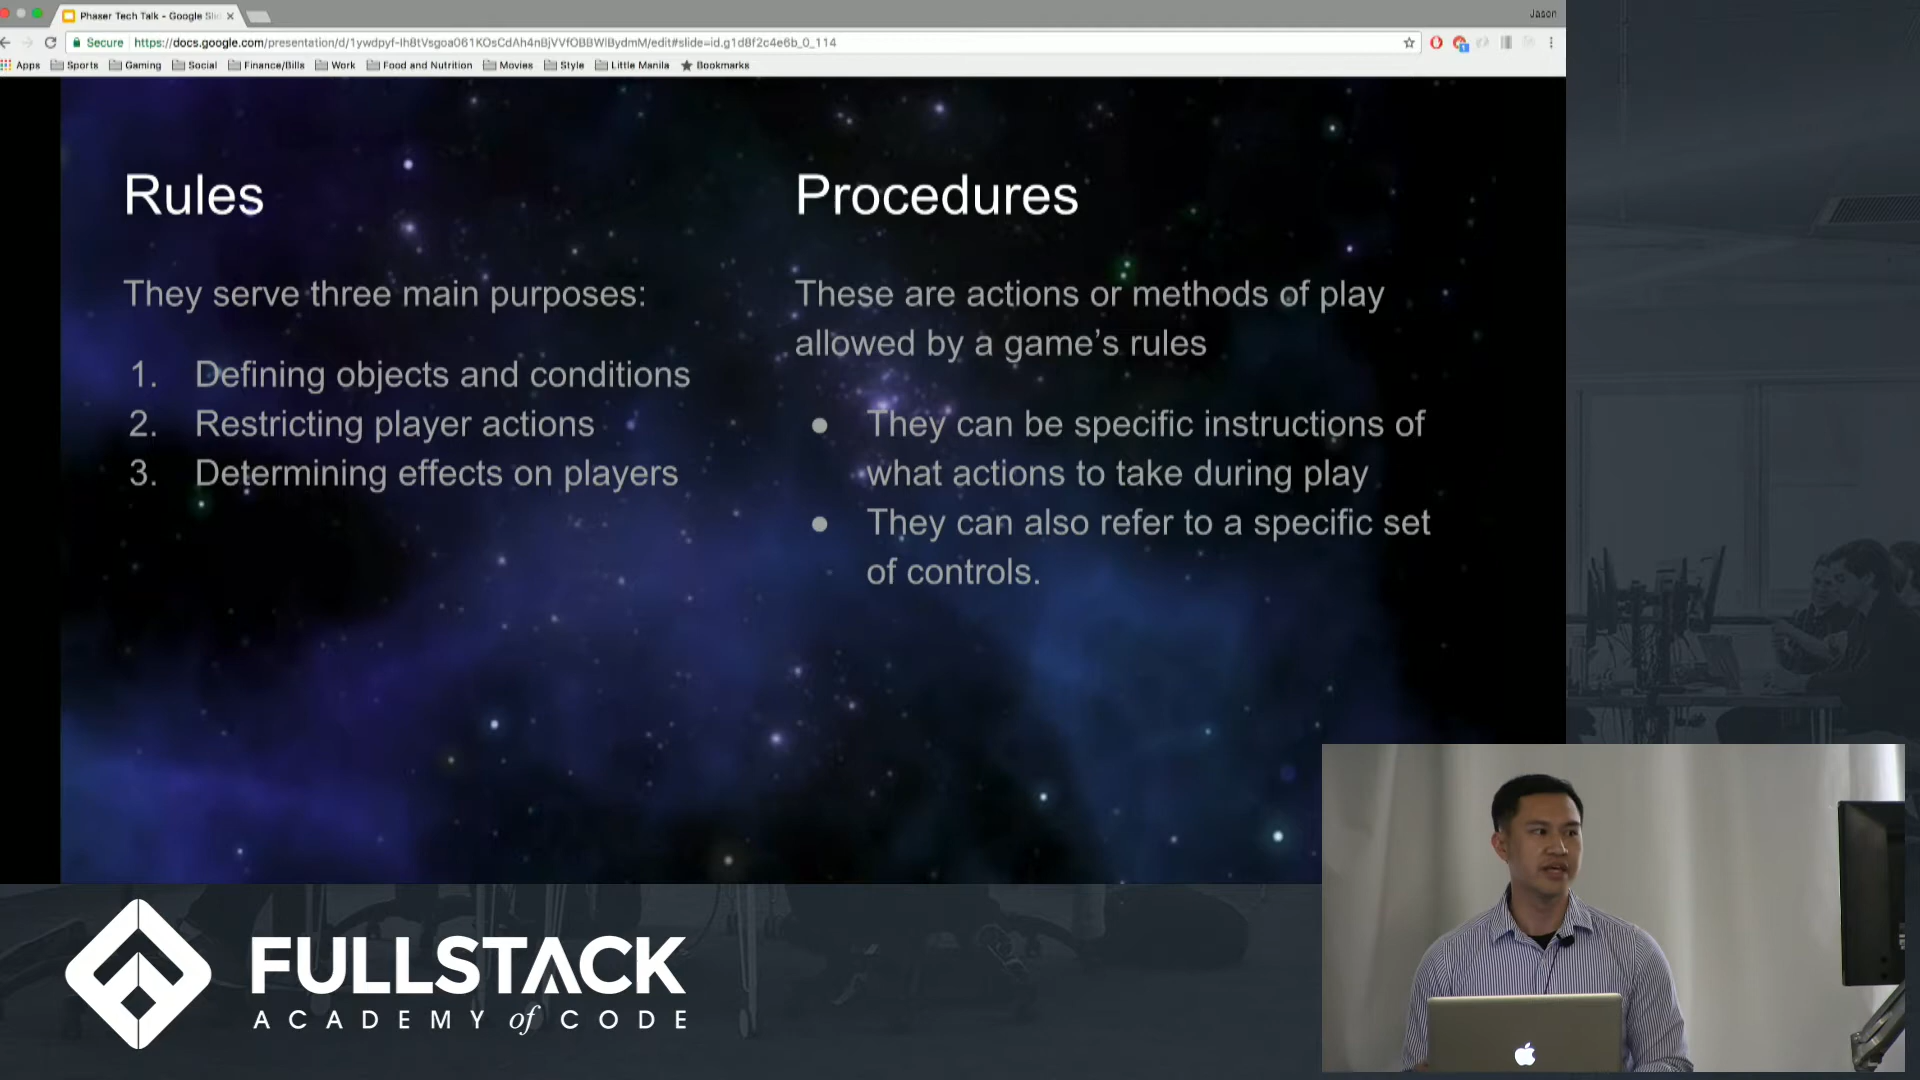 Phaser Tech Talk - Google Sli
Jason
Secure
https://docs.google.com/presentation/d/1ywdpyf-Ih8tVsgoa061KOsCdAh4nBjVVfOBBWlBydmM/edit#slide=id.g1d8f2c4e6b_0_114
Apps Sports Gaming Social Finance/Bills Work Food and Nutrition Movies Style Little Manila Bookmarks
Rules
They serve three main purposes:
1. Defining objects and conditions
2. Restricting player actions
3. Determining effects on players
Procedures
These are actions or methods of play
allowed by a game's rules
● They can be specific instructions of
what actions to take during play
● They can also refer to a specific set
of controls.
FULLSTACK
ACADEMY of CODE